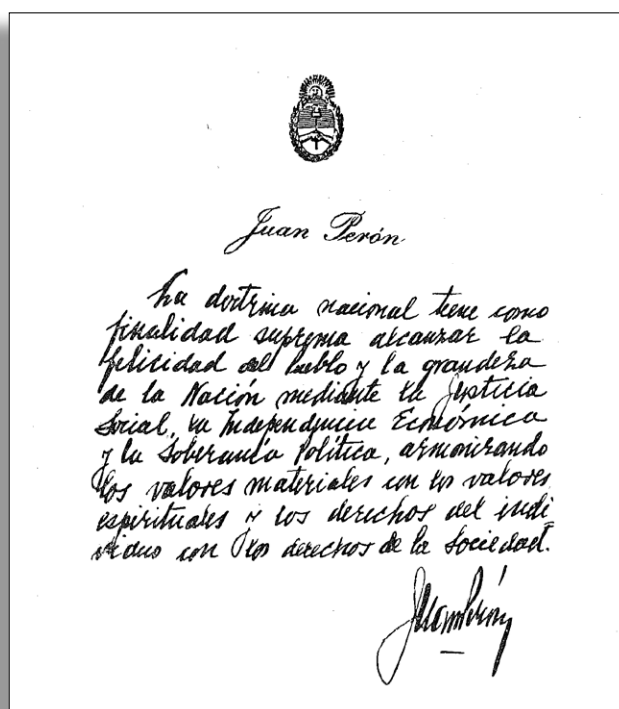 Juan Perón
La doctrina nacional tiene como
finalidad suprema alcanzar la
felicidad del Pueblo y la grandeza
de la Nación mediante la Justicia
Social, la Independencia Económica
y la Soberanía Política, armonizando
los valores materiales con los valores
espirituales y los derechos del indi
viduo con los derechos de la Sociedad.
Juan Perón